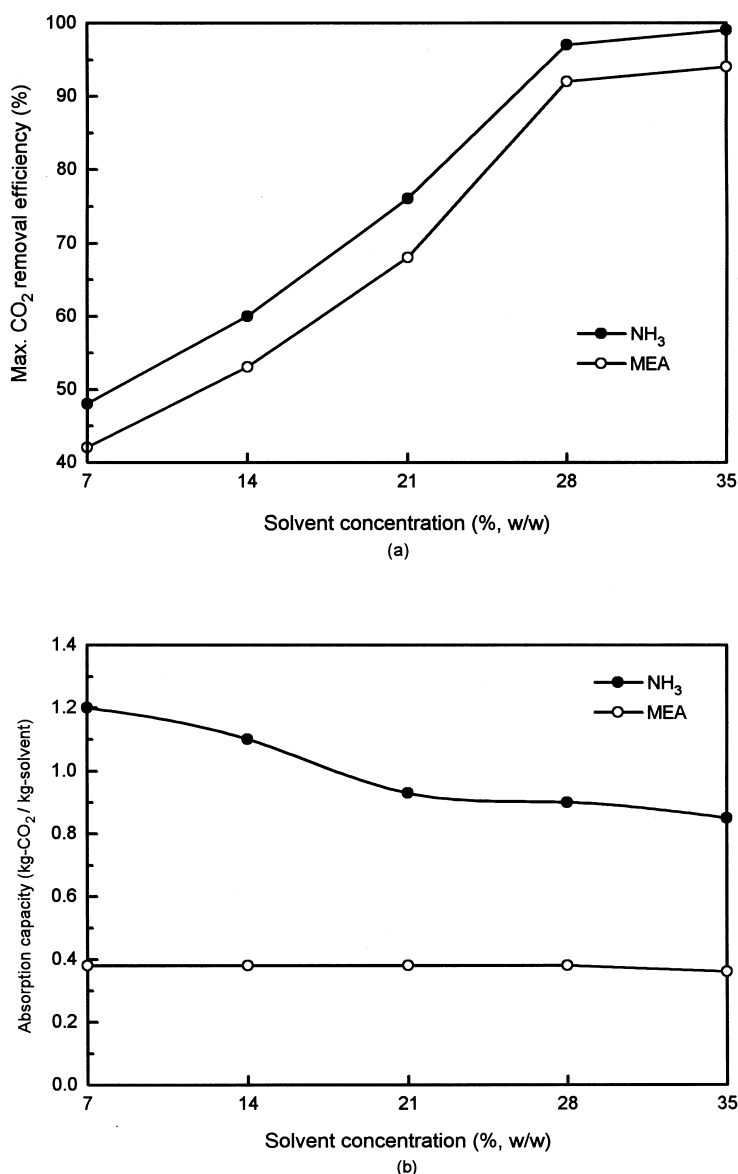 100
90
80
70
60
50
40
Max. CO2 removal efficiency (%)
NH3
MEA
7 14 21 28 35
Solvent concentration (%, w/w)
(a)
1.4
1.2
1.0
0.8
0.6
0.4
0.2
0.0
Absorption capacity (kg-CO2 / kg-solvent)
NH3
MEA
7 14 21 28 35
Solvent concentration (%, w/w)
(b)